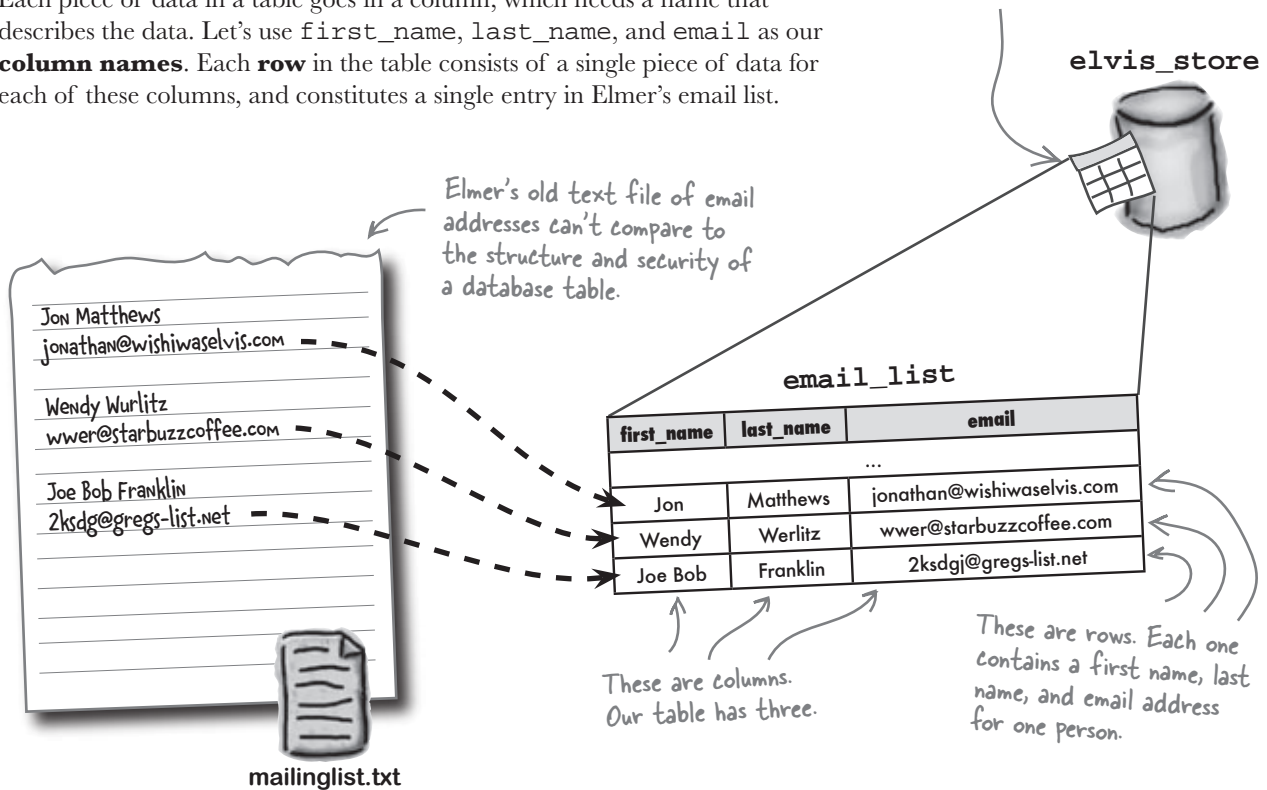 Each piece of data in a table goes in a column, which needs a name that
describes the data. Let's use first_name, last_name, and email as our
column names. Each row in the table consists of a single piece of data for
each of these columns, and constitutes a single entry in Elmer's email list.
elvis_store
Elmer's old text file of email
addresses can't compare to
the structure and security of
a database table.
Jon Matthews
jonathan@wishiwaselvis.com
Wendy Wurlitz
wwer@starbuzzcoffee.com
Joe Bob Franklin
2ksdg@gregs-list.net
mailinglist.txt
email_list
first_name last_name email
...
Jon Matthews jonathan@wishiwaselvis.com
Wendy Werlitz wwer@starbuzzcoffee.com
Joe Bob Franklin 2ksdgj@gregs-list.net
These are columns.
Our table has three.
These are rows. Each one
contains a first name, last
name, and email address
for one person.